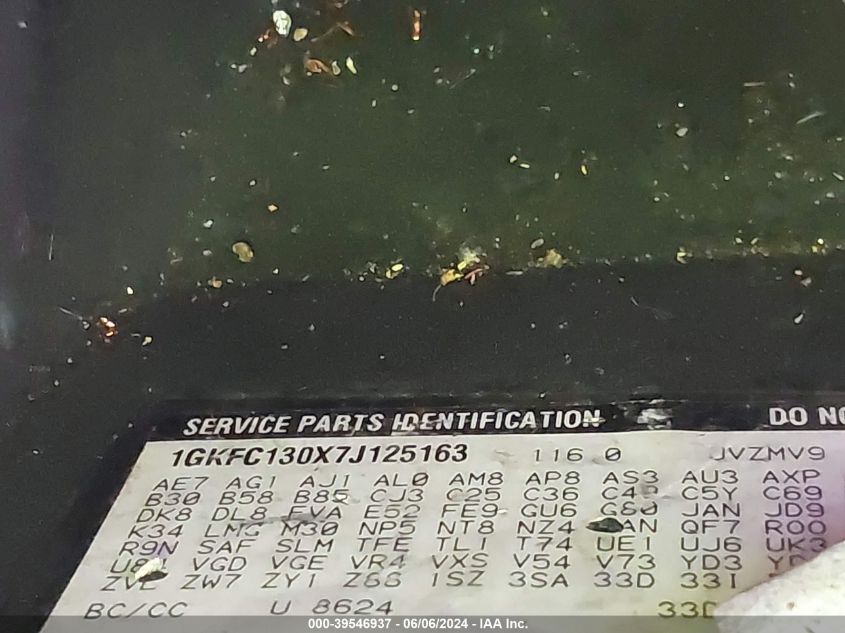 SERVICE PARTS IDENTIFICATION DO NO
1GKFC130X7J125163 116 0 JVZMV9
AE7 AG1 AJ1 AL0 AM8 AP8 AS3 AU3 AXP
B30 B58 B85 CJ3 C25 C36 C42 C5Y C69
DK8 DL8 EVA E52 FE9 GU6 G80 JAN JD9
K34 LMG M30 NP5 NT8 NZ4 QF7
R9N SAF SLM TFE TL1 T74 UE1 UJ6 UK3
VGD VGE VR4 VXS V54 V73 YD3
ZW7 ZY1 Z88 1SZ 3SA 33D 33I
BC/CC U 8624 33D
000-39546937 - 06/06/2024 - IAA Inc.